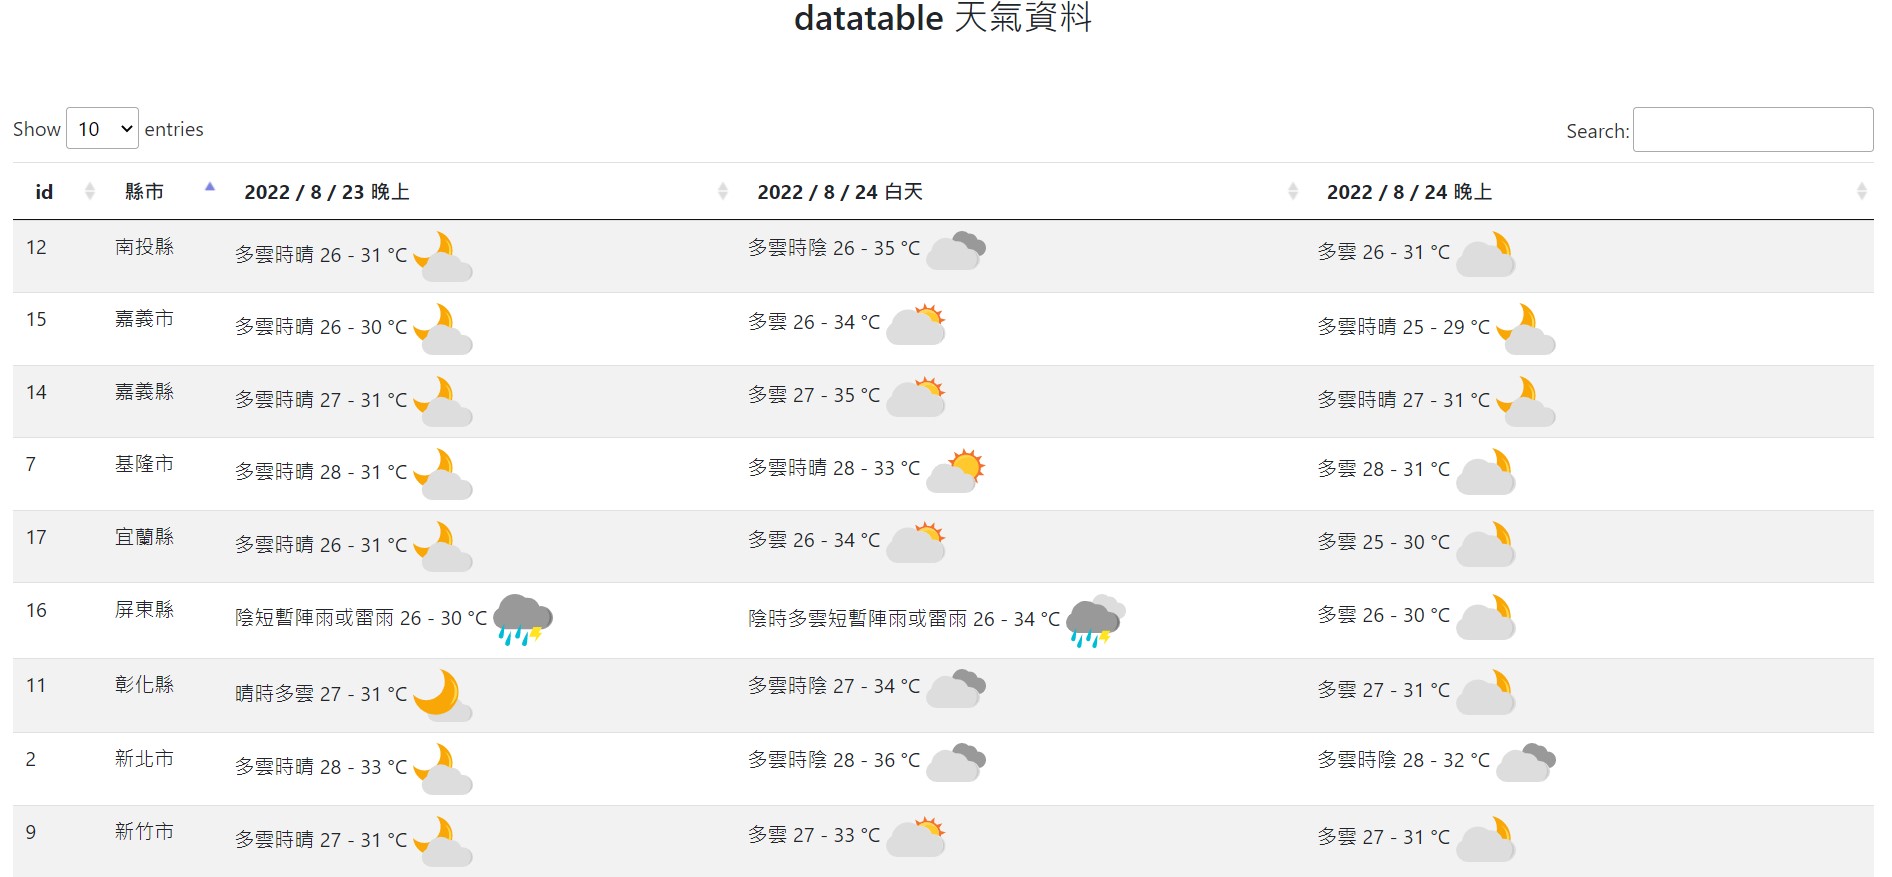 datatable 天氣資料
Show 10 entries Search:
id 縣市 2022 / 8 / 23 晚上 2022 / 8 / 24 白天 2022 / 8 / 24 晚上
12 南投縣 多雲時晴 26 - 31 °C 多雲時陰 26 - 35 °C 多雲 26 - 31 °C
15 嘉義市 多雲時晴 26 - 30 °C 多雲 26 - 34 °C 多雲時晴 25 - 29 °C
14 嘉義縣 多雲時晴 27 - 31 °C 多雲 27 - 35 °C 多雲時晴 27 - 31 °C
7 基隆市 多雲時晴 28 - 31 °C 多雲時晴 28 - 33 °C 多雲 28 - 31 °C
17 宜蘭縣 多雲時晴 26 - 31 °C 多雲 26 - 34 °C 多雲 25 - 30 °C
16 屏東縣 陰短暫陣雨或雷雨 26 - 30 °C 陰時多雲短暫陣雨或雷雨 26 - 34 °C 多雲 26 - 30 °C
11 彰化縣 晴時多雲 27 - 31 °C 多雲時陰 27 - 34 °C 多雲 27 - 31 °C
2 新北市 多雲時晴 28 - 33 °C 多雲時陰 28 - 36 °C 多雲時陰 28 - 32 °C
9 新竹市 多雲時晴 27 - 31 °C 多雲 27 - 33 °C 多雲 27 - 31 °C